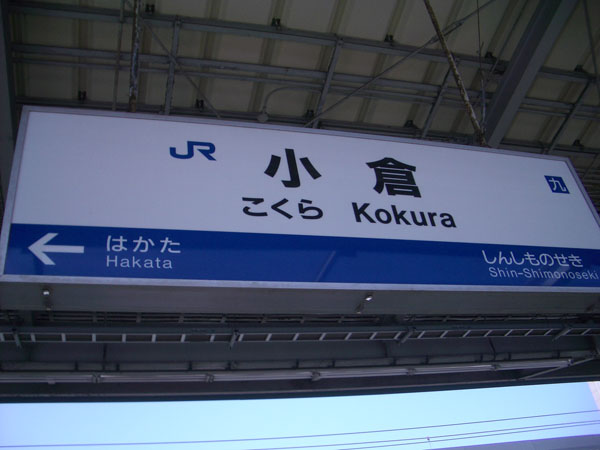 JR 小倉 九
こくら Kokura
はかた
Hakata
しんしものせき
Shin-Shimonoseki